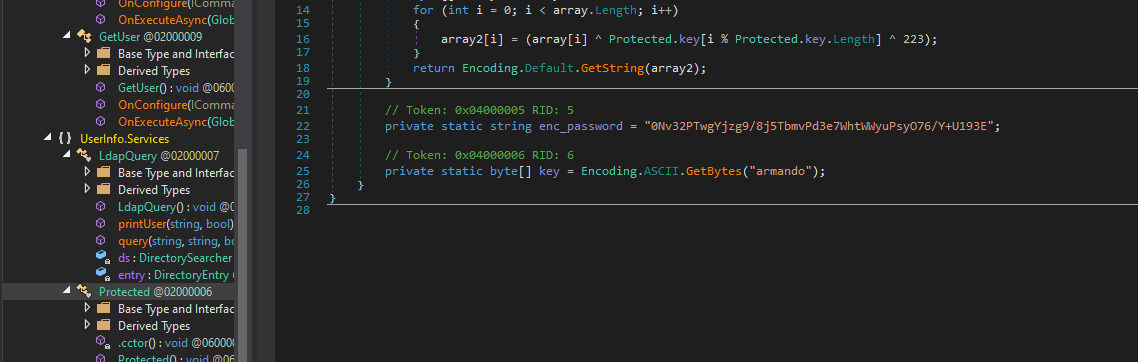 OnConfigure(IComma
OnExecuteAsync(Glob
GetUser @02000009
Base Type and Interfac
Derived Types
GetUser() : void @0600
OnConfigure(IComma
OnExecuteAsync(Glob
{ } UserInfo.Services
LdapQuery @02000007
Base Type and Interfac
Derived Types
LdapQuery() : void @0
printUser(string, bool)
query(string, string, bo
ds : DirectorySearcher
entry : DirectoryEntry
Protected @02000006
Base Type and Interfac
Derived Types
.cctor() : void @06000
Protected() : void @06
14 for (int i = 0; i < array.Length; i++)
15 {
16 array2[i] = (array[i] ^ Protected.key[i % Protected.key.Length] ^ 223);
17 }
18 return Encoding.Default.GetString(array2);
19 }
20
21 // Token: 0x04000005 RID: 5
22 private static string enc_password = "0Nv32PTwgYjzg9/8j5TbmvPd3e7WhtWWyuPsyO76/Y+U193E";
23
24 // Token: 0x04000006 RID: 6
25 private static byte[] key = Encoding.ASCII.GetBytes("armando");
26 }
27 }
28